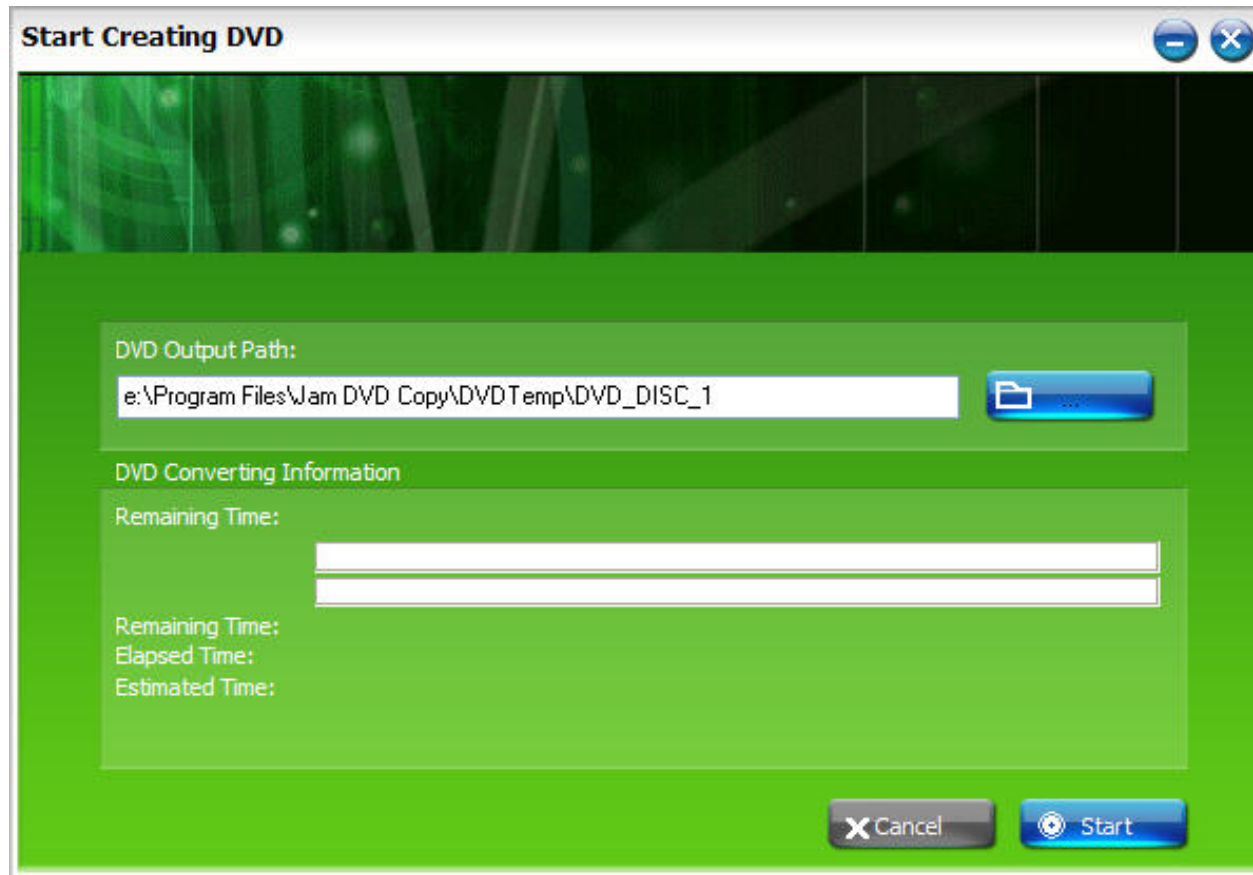 Start Creating DVD
DVD Output Path:
e:\Program Files\Jam DVD Copy\DVDTemp\DVD_DISC_1
...
DVD Converting Information
Remaining Time:
Remaining Time:
Elapsed Time:
Estimated Time:
Cancel
Start